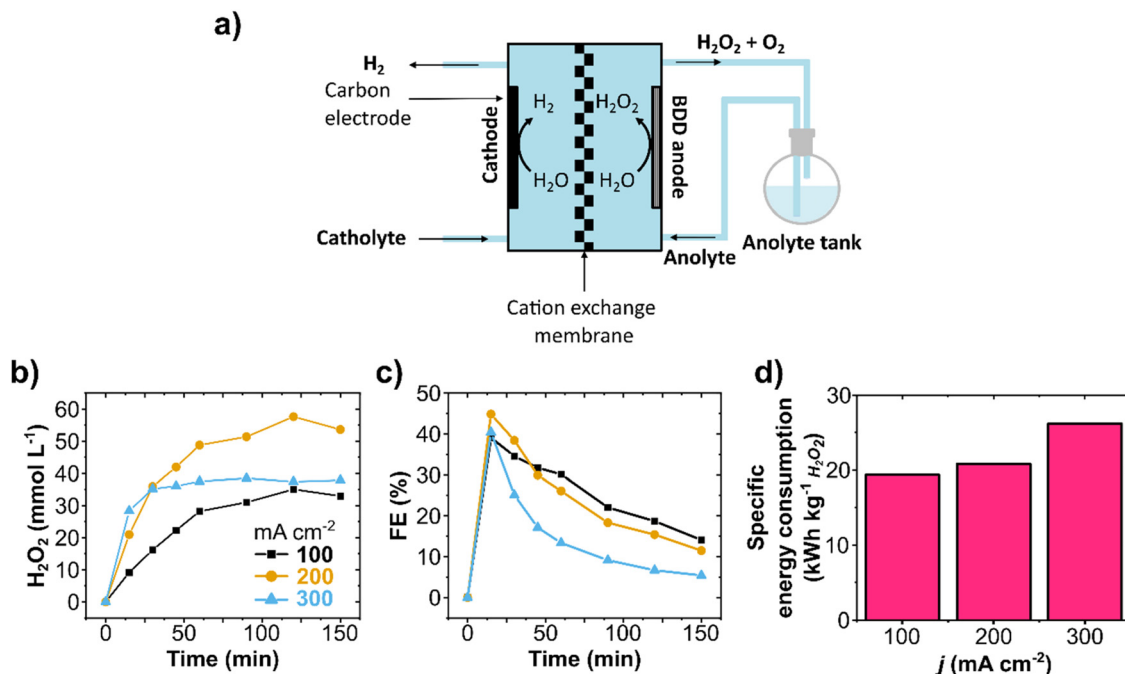 a)
H₂O₂ + O₂
H₂
Carbon
electrode
Cathode
H₂
H₂O₂
BDD anode
H₂O
H₂O
Catholyte
Anolyte
Anolyte tank
Cation exchange
membrane
b)
H₂O₂ (mmol L⁻¹)
60
50
40
30
20
10
0
mA cm⁻²
100
200
300
0
50
100
150
Time (min)
c)
FE (%)
50
40
30
20
10
0
0
50
100
150
Time (min)
d)
Specific
energy consumption
(kWh kg⁻¹ H₂O₂)
30
20
10
0
100
200
300
j (mA cm⁻²)